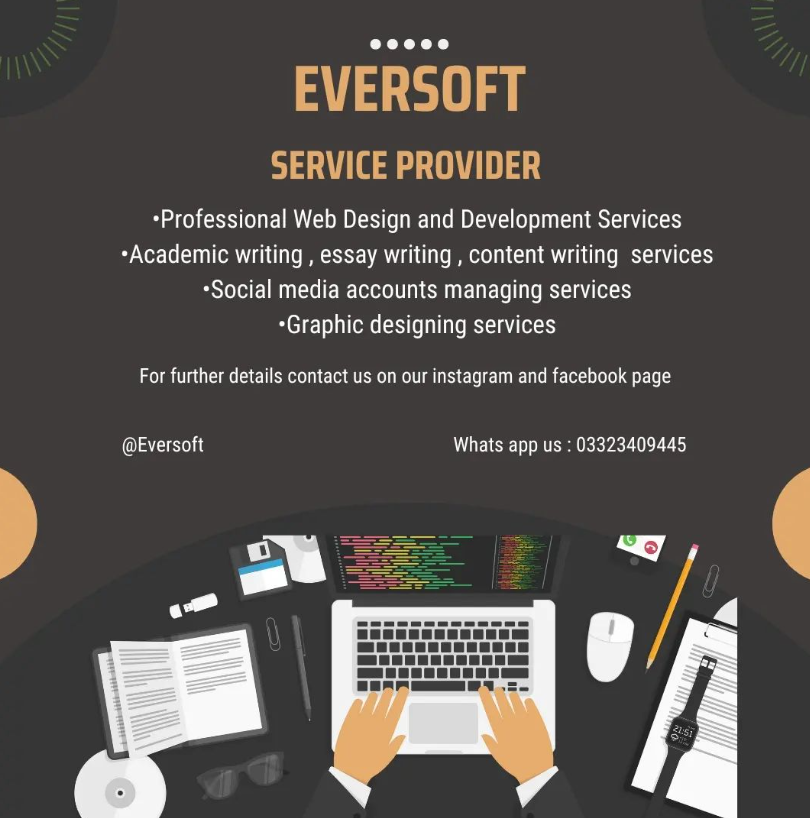 EVERSOFT
SERVICE PROVIDER
•Professional Web Design and Development Services
•Academic writing , essay writing , content writing  services
•Social media accounts managing services
•Graphic designing services
For further details contact us on our instagram and facebook page
@Eversoft
Whats app us : 03323409445
21:51